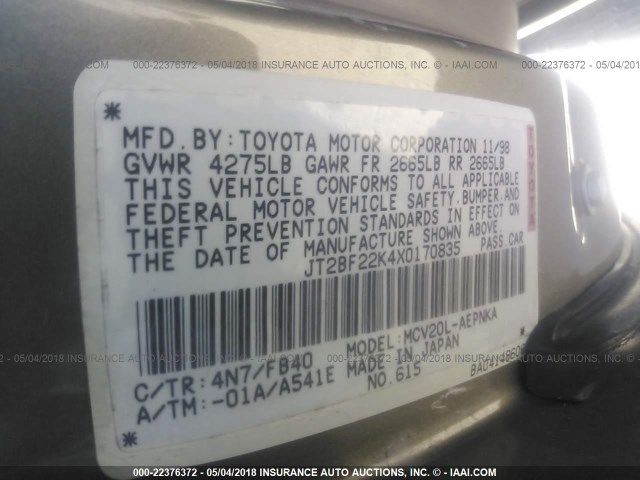 000-22376372 - 05/04/2018 INSURANCE AUTO AUCTIONS, INC. - IAAI.COM
MFD. BY: TOYOTA MOTOR CORPORATION 11/98
GVWR 4275LB GAWR FR 2665LB RR 2665LB
THIS VEHICLE CONFORMS TO ALL APPLICABLE
FEDERAL MOTOR VEHICLE SAFETY, BUMPER, AND
THEFT PREVENTION STANDARDS IN EFFECT ON
THE DATE OF MANUFACTURE SHOWN ABOVE.
JT2BF22K4X0170835 PASS. CAR
C/TR: 4N7/FB40 MODEL: MCV20L-AEPNKA
A/TM: -01A/A541E MADE IN JAPAN
NO. 615
000-22376372 - 05/04/2018 INSURANCE AUTO AUCTIONS, INC. - IAAI.COM